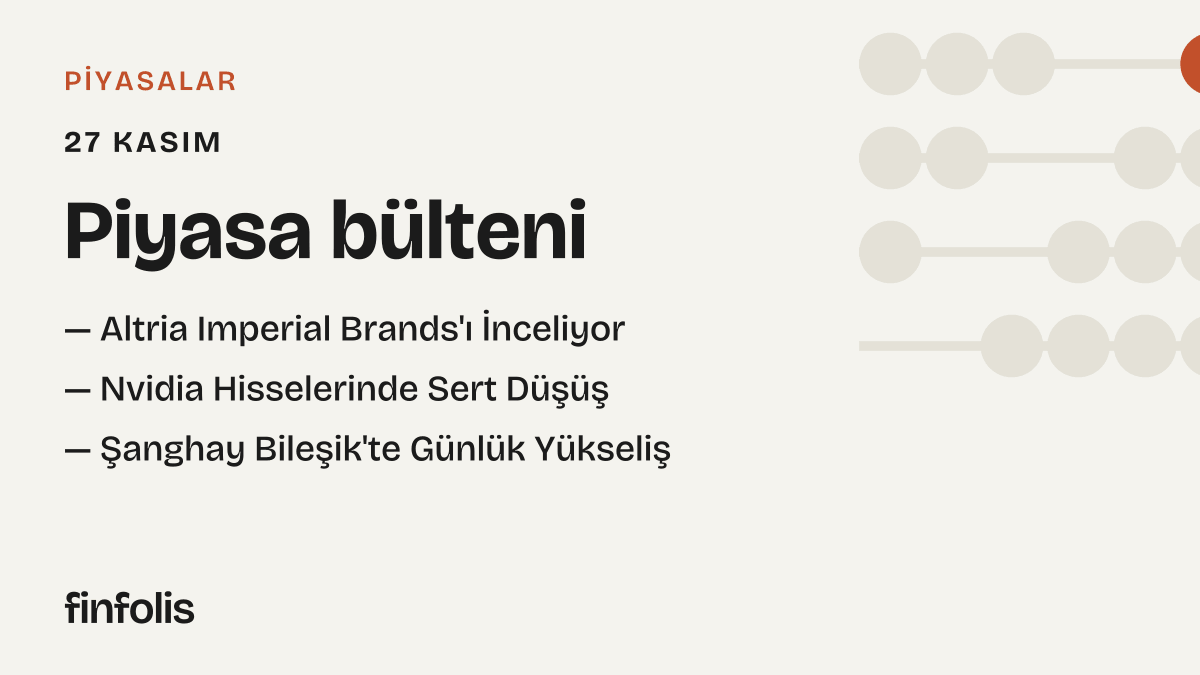 PİYASALAR
27 KASIM
Piyasa bülteni
— Altria Imperial Brands'ı İnceliyor
— Nvidia Hisselerinde Sert Düşüş
— Şanghay Bileşik'te Günlük Yükseliş
finfolis